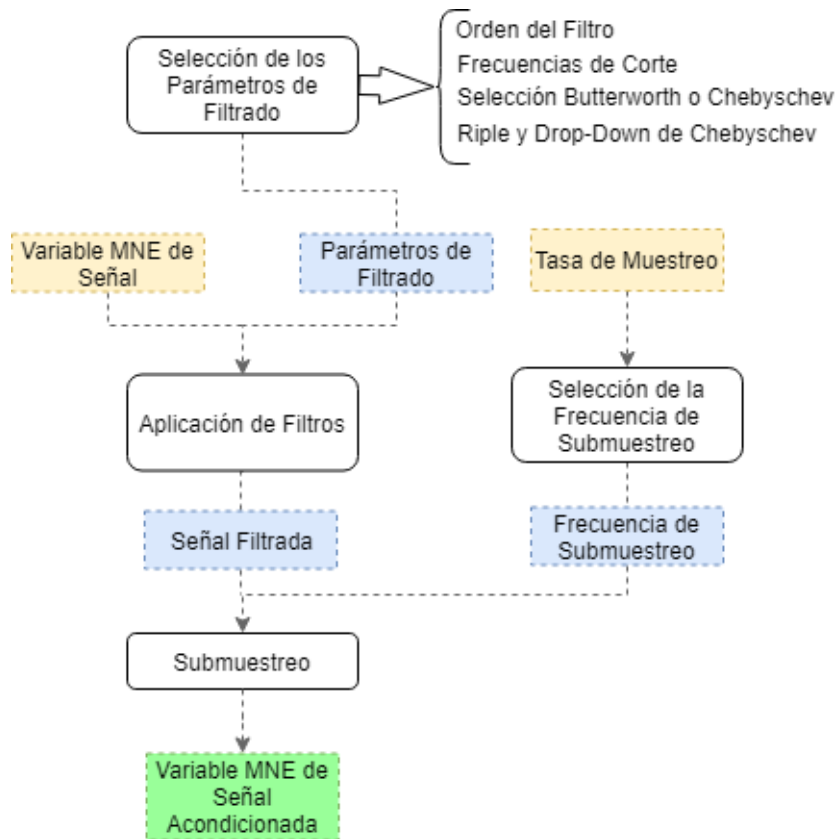 Selección de los
Parámetros de
Filtrado
Orden del Filtro
Frecuencias de Corte
Selección Butterworth o Chebyschev
Riple y Drop-Down de Chebyschev
Variable MNE de
Señal
Parámetros de
Filtrado
Tasa de Muestreo
Aplicación de Filtros
Selección de la
Frecuencia de
Submuestreo
Señal Filtrada
Frecuencia de
Submuestreo
Submuestreo
Variable MNE de
Señal
Acondicionada